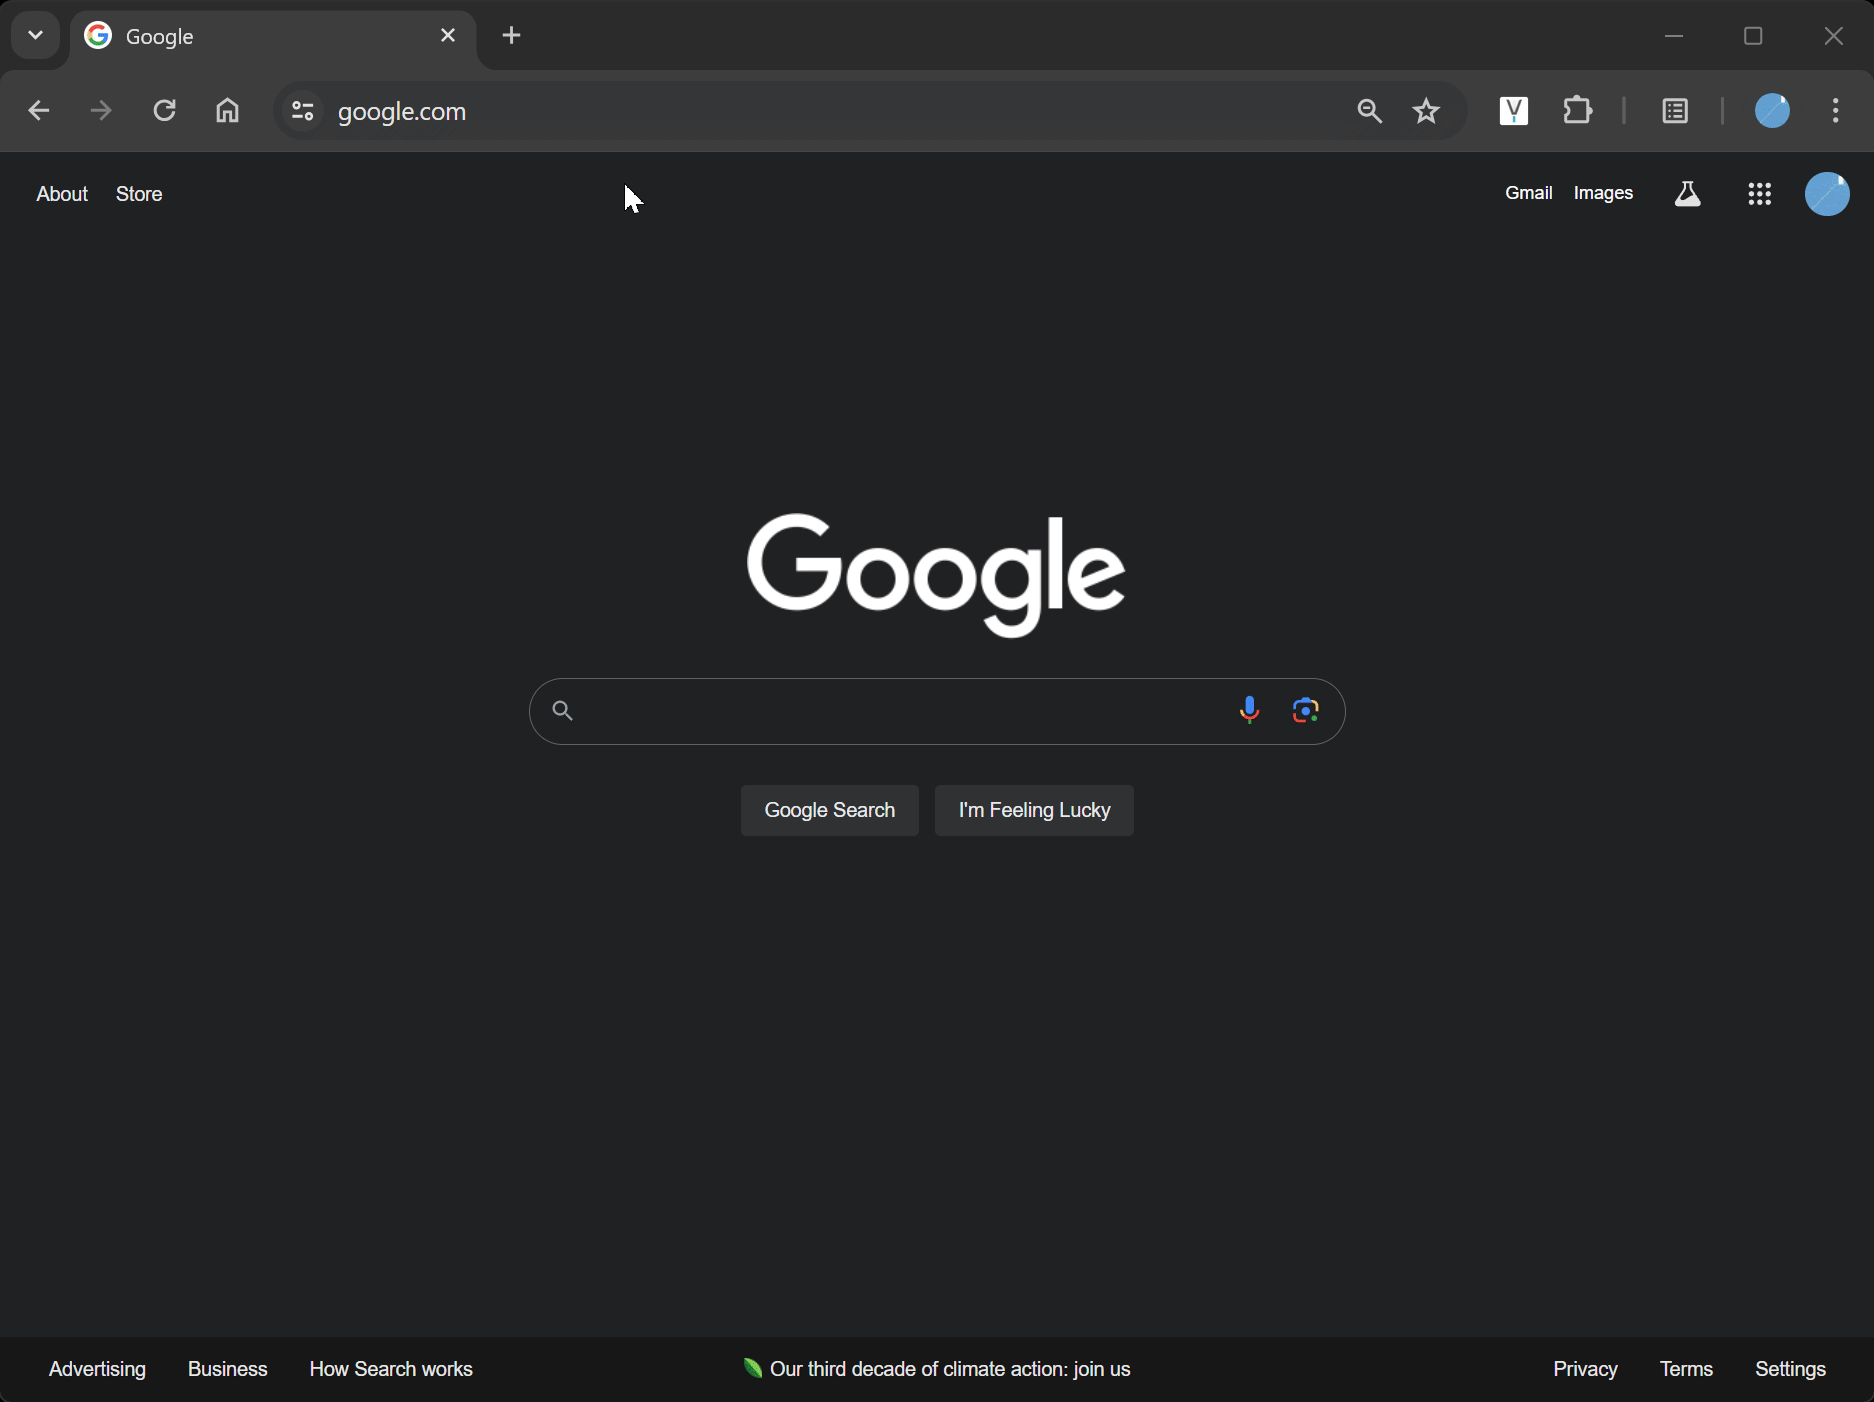 Google
google.com
V
About Store
Gmail Images
Google
Google Search I'm Feeling Lucky
Advertising Business How Search works
Our third decade of climate action: join us
Privacy Terms Settings